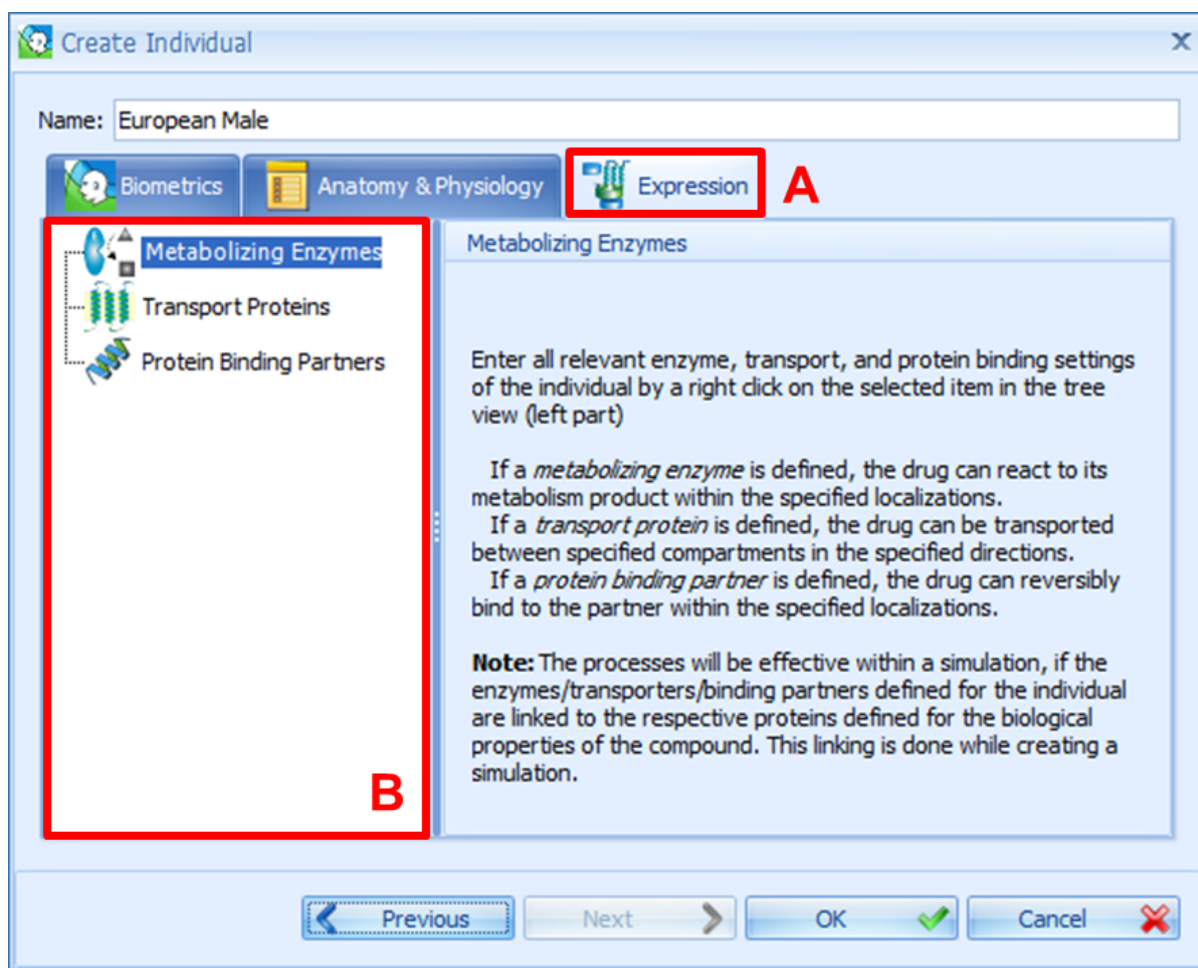 Create Individual
Name: European Male
Biometrics
Anatomy & Physiology
Expression
A
Metabolizing Enzymes
Transport Proteins
Protein Binding Partners
B
Metabolizing Enzymes
Enter all relevant enzyme, transport, and protein binding settings
of the individual by a right click on the selected item in the tree
view (left part)
If a metabolizing enzyme is defined, the drug can react to its
metabolism product within the specified localizations.
If a transport protein is defined, the drug can be transported
between specified compartments in the specified directions.
If a protein binding partner is defined, the drug can reversibly
bind to the partner within the specified localizations.
Note: The processes will be effective within a simulation, if the
enzymes/transporters/binding partners defined for the individual
are linked to the respective proteins defined for the biological
properties of the compound. This linking is done while creating a
simulation.
Previous
Next
OK
Cancel